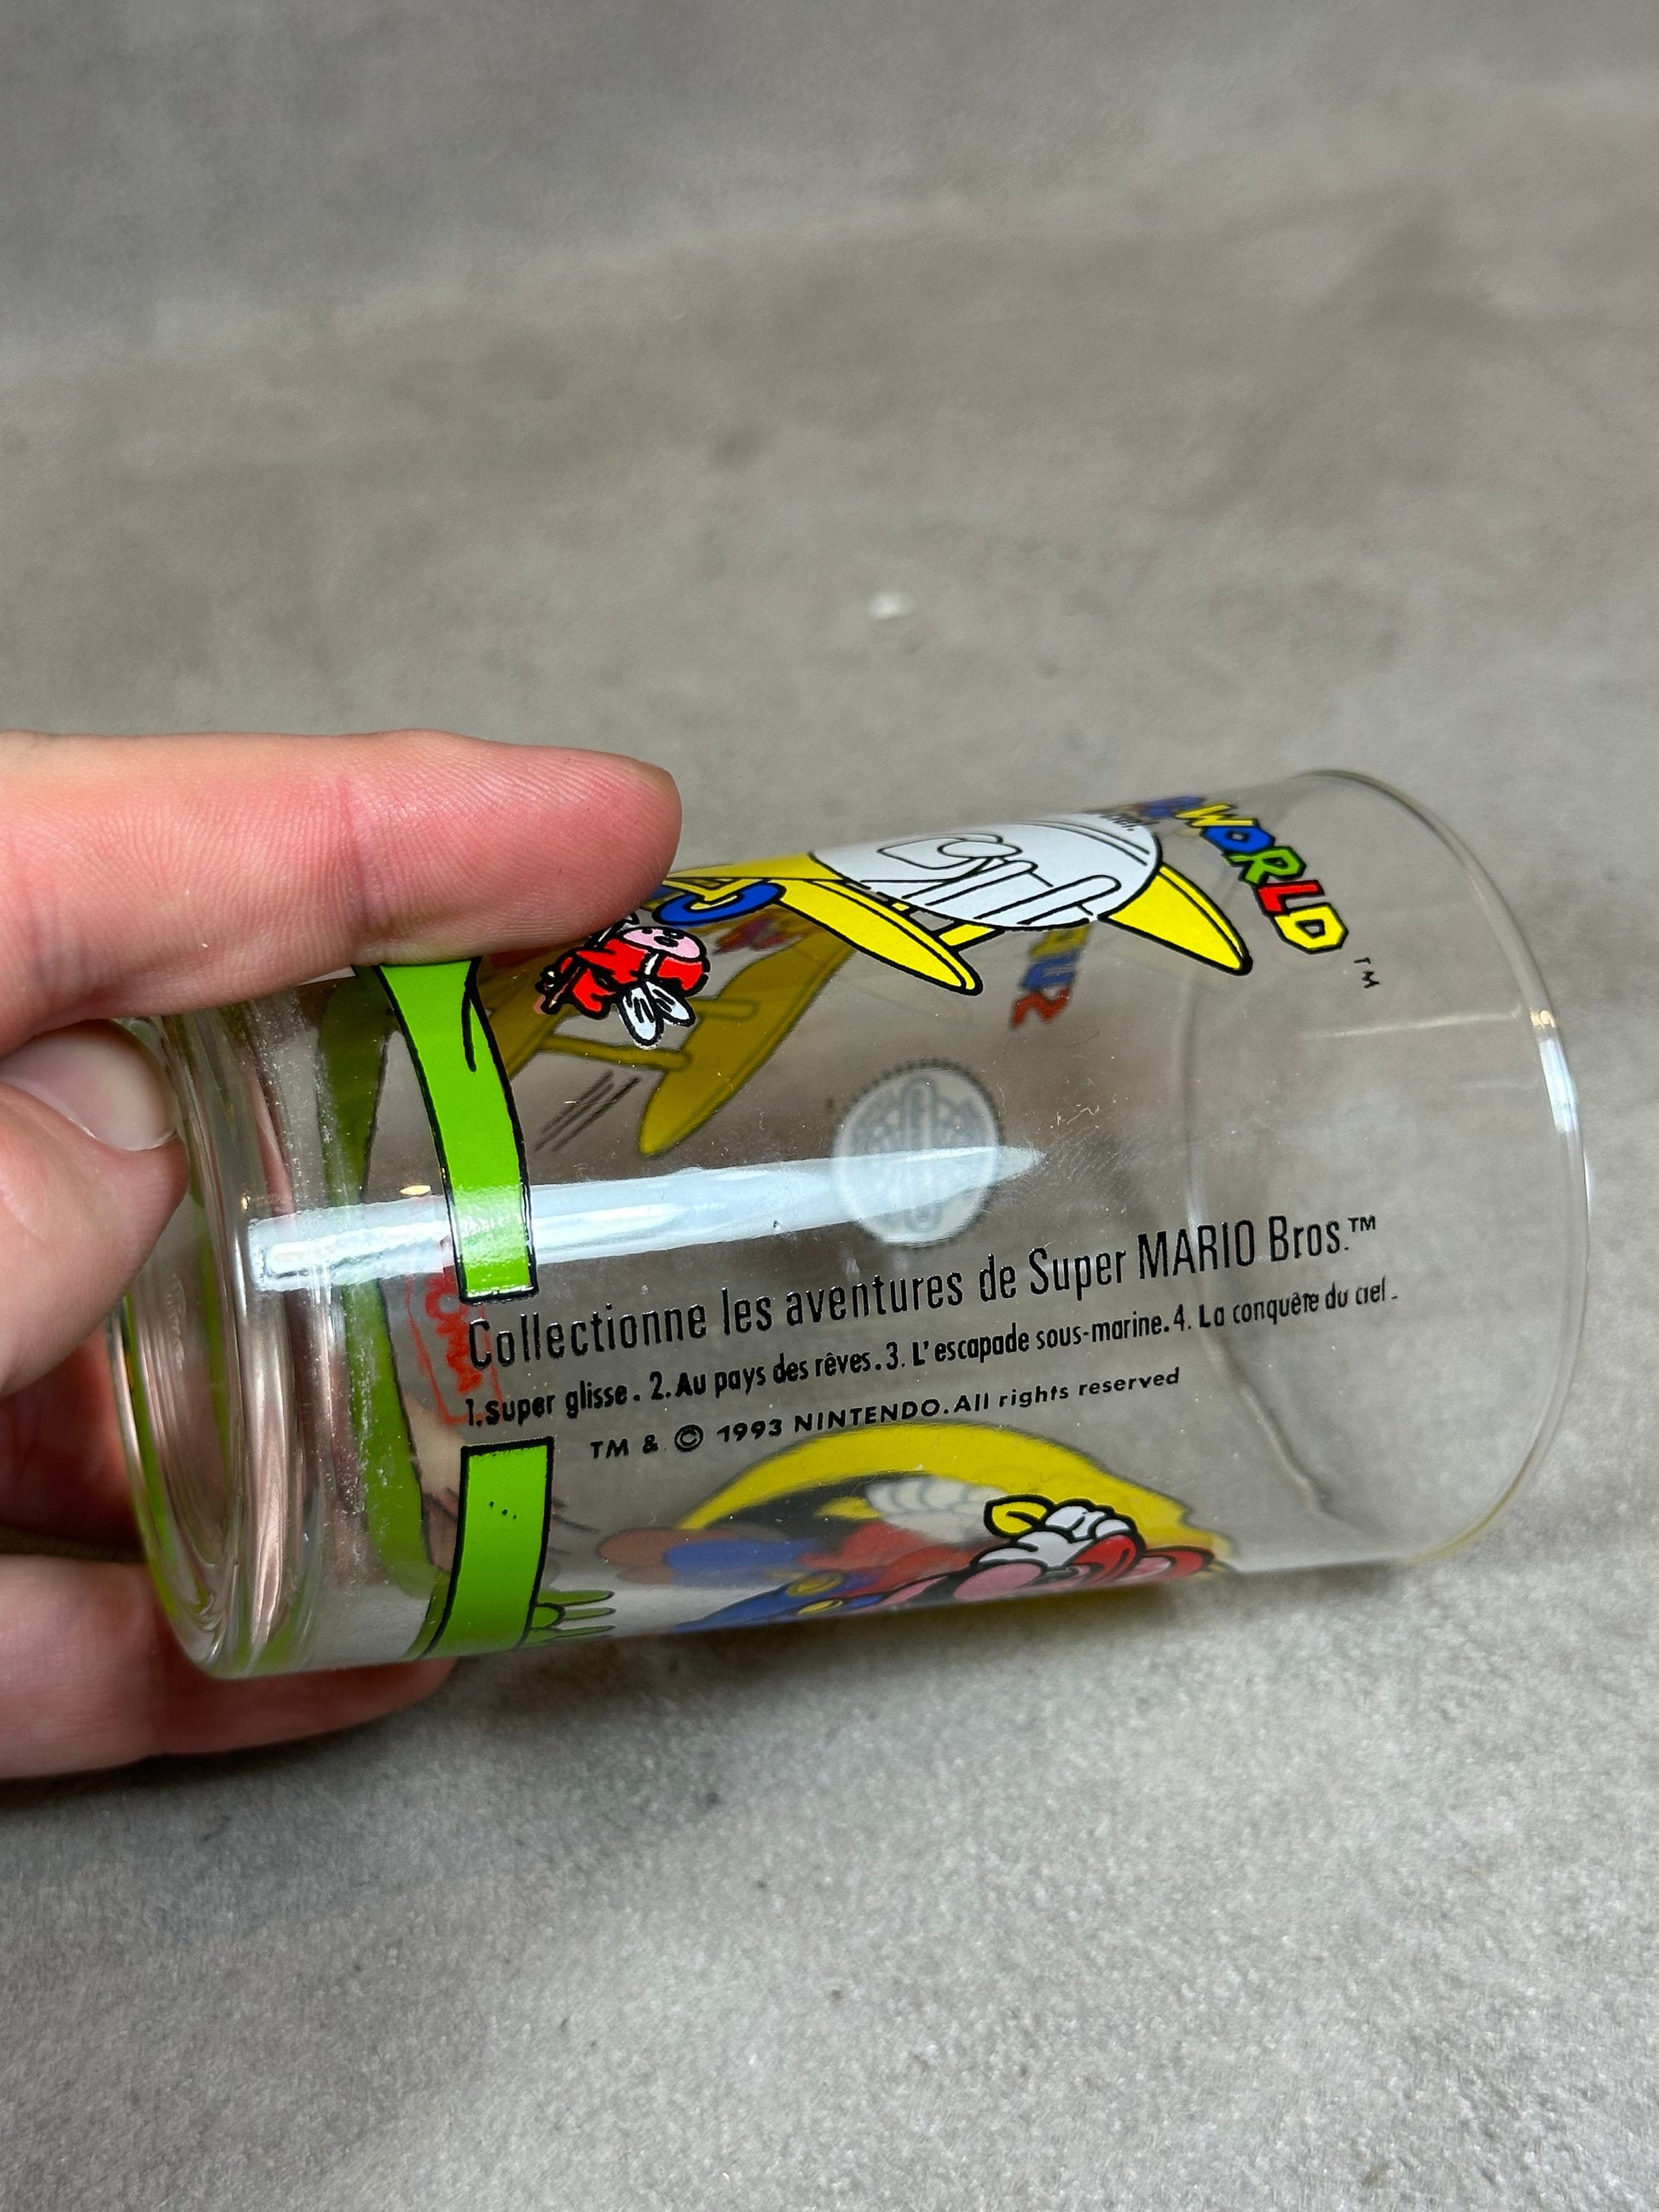 WORLD
TM
Collectionne les aventures de Super MARIO Bros.™
1.Super glisse. 2.Au pays des rêves.3. L'escapade sous-marine.4. La conquête du ciel.
TM & © 1993 NINTENDO.All rights reserved